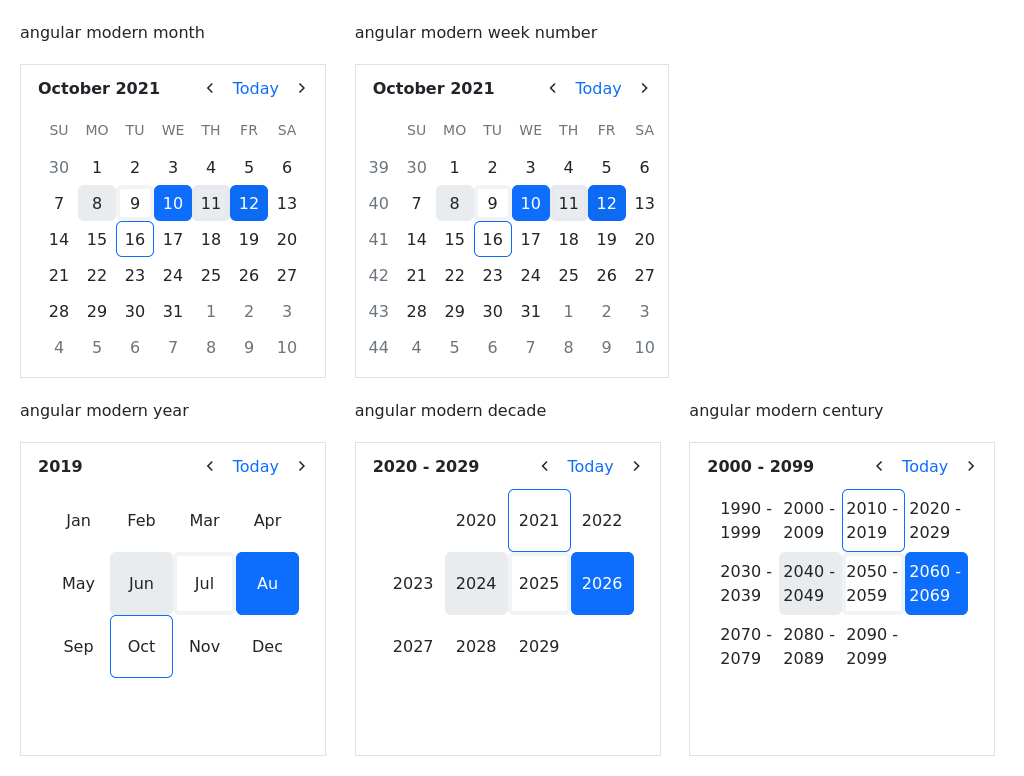 angular modern month
angular modern week number
October 2021 Today
SU MO TU WE TH FR SA
30 1 2 3 4 5 6
7 8 9 10 11 12 13
14 15 16 17 18 19 20
21 22 23 24 25 26 27
28 29 30 31 1 2 3
4 5 6 7 8 9 10
October 2021 Today
SU MO TU WE TH FR SA
39 30 1 2 3 4 5 6
40 7 8 9 10 11 12 13
41 14 15 16 17 18 19 20
42 21 22 23 24 25 26 27
43 28 29 30 31 1 2 3
44 4 5 6 7 8 9 10
angular modern year
angular modern decade
angular modern century
2019 Today
Jan Feb Mar Apr
May Jun Jul Au
Sep Oct Nov Dec
2020 - 2029 Today
2020 2021 2022
2023 2024 2025 2026
2027 2028 2029
2000 - 2099 Today
1990 - 2000 - 2010 - 2020 -
1999 2009 2019 2029
2030 - 2040 - 2050 - 2060 -
2039 2049 2059 2069
2070 - 2080 - 2090 -
2079 2089 2099